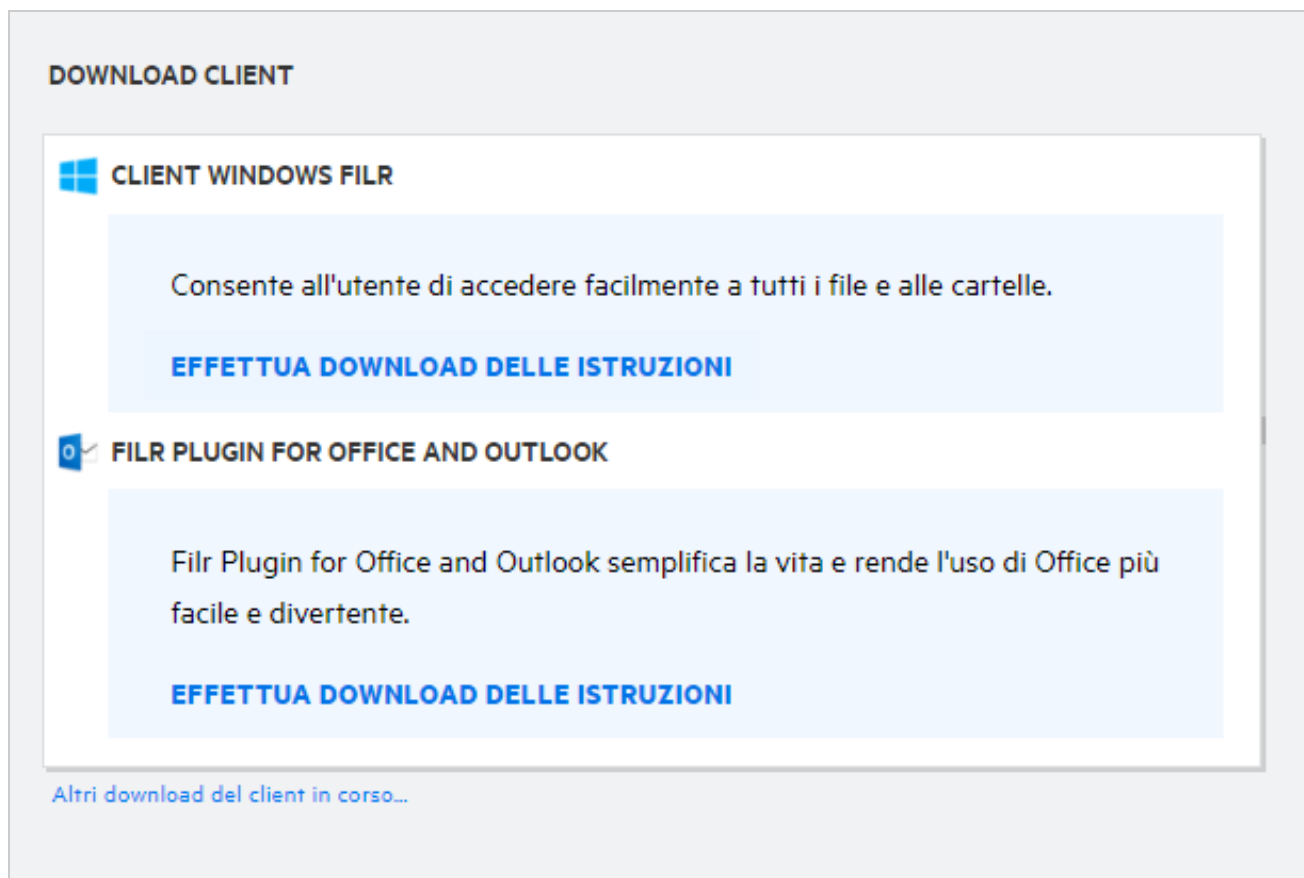 DOWNLOAD CLIENT
CLIENT WINDOWS FILR
Consente all'utente di accedere facilmente a tutti i file e alle cartelle.
EFFETTUA DOWNLOAD DELLE ISTRUZIONI
FILR PLUGIN FOR OFFICE AND OUTLOOK
Filr Plugin for Office and Outlook semplifica la vita e rende l'uso di Office più
facile e divertente.
EFFETTUA DOWNLOAD DELLE ISTRUZIONI
Altri download del client in corso...